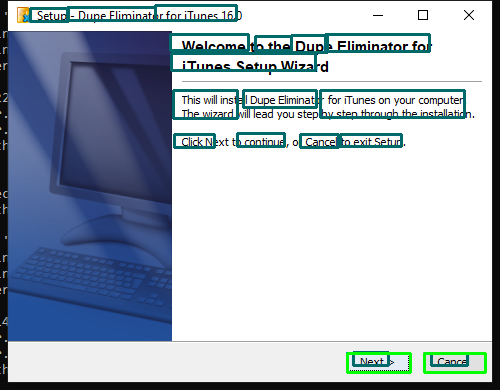 Setup - Dupe Eliminator for iTunes 16.0
Welcome to the Dupe Eliminator for
iTunes Setup Wizard
This will install Dupe Eliminator for iTunes on your computer.
The wizard will lead you step by step through the installation.
Click Next to continue, or Cancel to exit Setup.
Next >
Cancel